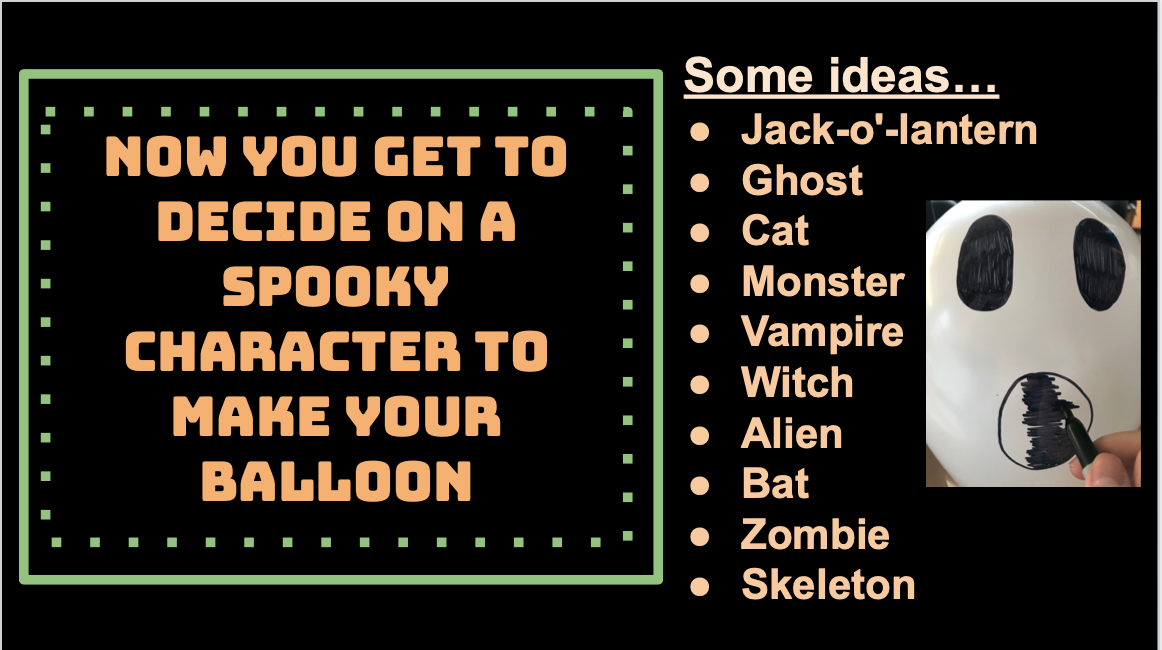 NOW YOU GET TO
DECIDE ON A
SPOOKY
CHARACTER TO
MAKE YOUR
BALLOON
Some ideas…
● Jack-o'-lantern
● Ghost
● Cat
● Monster
● Vampire
● Witch
● Alien
● Bat
● Zombie
● Skeleton